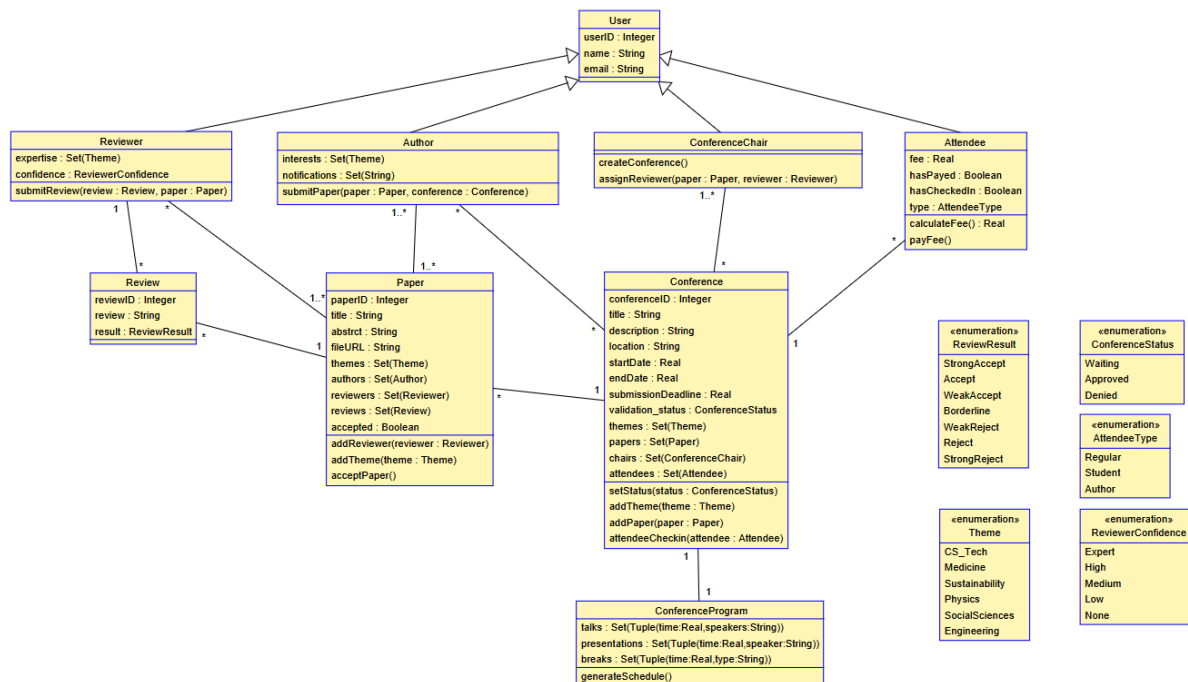 User
userID : Integer
name : String
email : String
Reviewer
expertise : Set(Theme)
confidence : ReviewerConfidence
submitReview(review : Review, paper : Paper)
Author
interests : Set(Theme)
notifications : Set(String)
submitPaper(paper : Paper, conference : Conference)
ConferenceChair
createConference()
assignReviewer(paper : Paper, reviewer : Reviewer)
Attendee
fee : Real
hasPayed : Boolean
hasCheckedIn : Boolean
type : AttendeeType
calculateFee() : Real
payFee()
1
*
1..*
*
1..*
*
*
1..*
1..*
*
*
1
*
1
*
1
Review
reviewID : Integer
review : String
result : ReviewResult
Paper
paperID : Integer
title : String
abstrct : String
fileURL : String
themes : Set(Theme)
authors : Set(Author)
reviewers : Set(Reviewer)
reviews : Set(Review)
accepted : Boolean
addReviewer(reviewer : Reviewer)
addTheme(theme : Theme)
acceptPaper()
Conference
conferenceID : Integer
title : String
description : String
location : String
startDate : Real
endDate : Real
submissionDeadline : Real
validation_status : ConferenceStatus
themes : Set(Theme)
papers : Set(Paper)
chairs : Set(ConferenceChair)
attendees : Set(Attendee)
setStatus(status : ConferenceStatus)
addTheme(theme : Theme)
addPaper(paper : Paper)
attendeeCheckin(attendee : Attendee)
1
1
ConferenceProgram
talks : Set(Tuple(time:Real,speakers:String))
presentations : Set(Tuple(time:Real,speaker:String))
breaks : Set(Tuple(time:Real,type:String))
generateSchedule()
«enumeration»
ReviewResult
StrongAccept
Accept
WeakAccept
Borderline
WeakReject
Reject
StrongReject
«enumeration»
ConferenceStatus
Waiting
Approved
Denied
«enumeration»
AttendeeType
Regular
Student
Author
«enumeration»
Theme
CS_Tech
Medicine
Sustainability
Physics
SocialSciences
Engineering
«enumeration»
ReviewerConfidence
Expert
High
Medium
Low
None